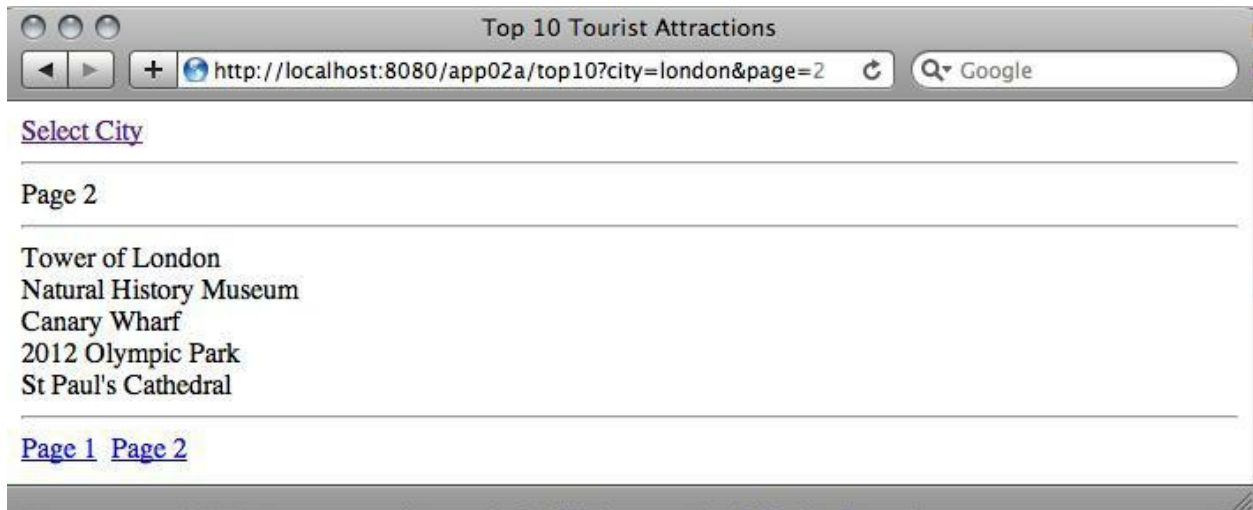 Top 10 Tourist Attractions
+ http://localhost:8080/app02a/top10?city=london&page=2 Google
Select City
Page 2
Tower of London
Natural History Museum
Canary Wharf
2012 Olympic Park
St Paul's Cathedral
Page 1 Page 2